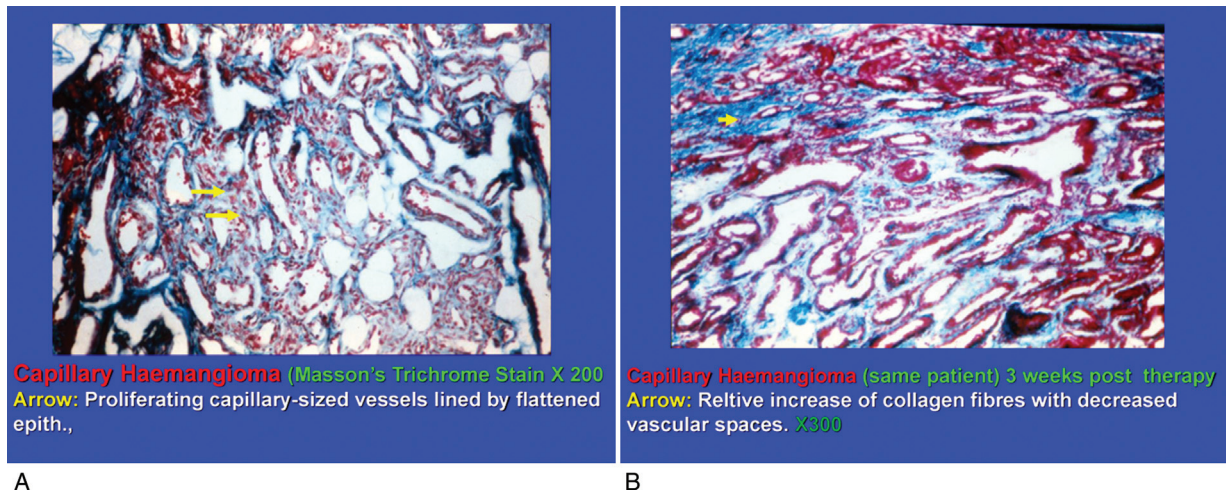 Capillary Haemangioma (Masson's Trichrome Stain X 200
Arrow: Proliferating capillary-sized vessels lined by flattened
epith.,
A
Capillary Haemangioma (same patient) 3 weeks post therapy
Arrow: Reltive increase of collagen fibres with decreased
vascular spaces. X300
B